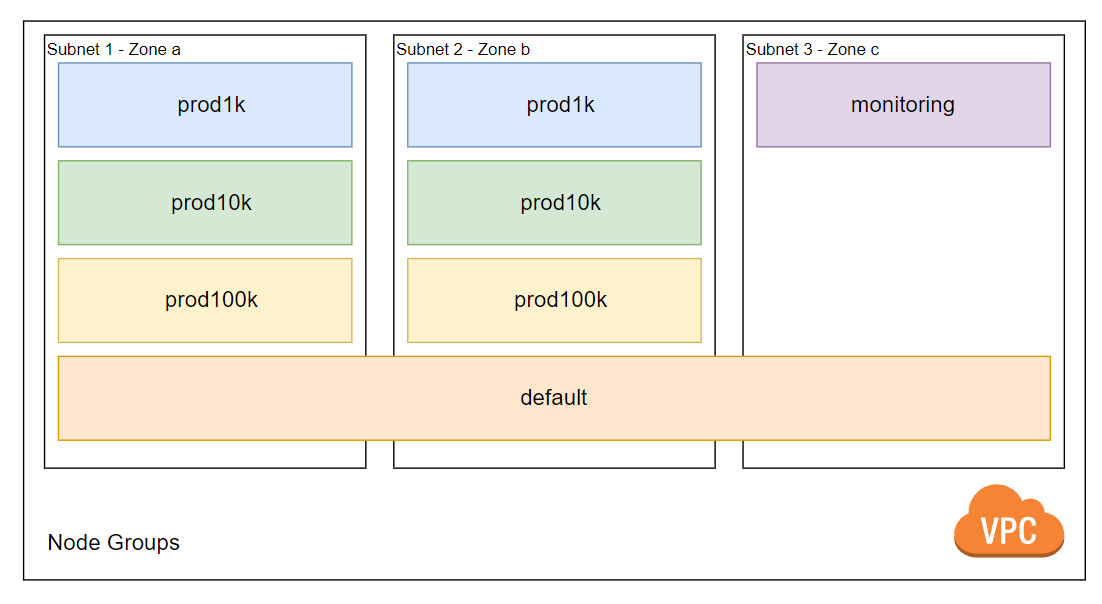 Subnet 1 - Zone a
prod1k
prod10k
prod100k
Subnet 2 - Zone b
prod1k
prod10k
prod100k
Subnet 3 - Zone c
monitoring
default
Node Groups
VPC